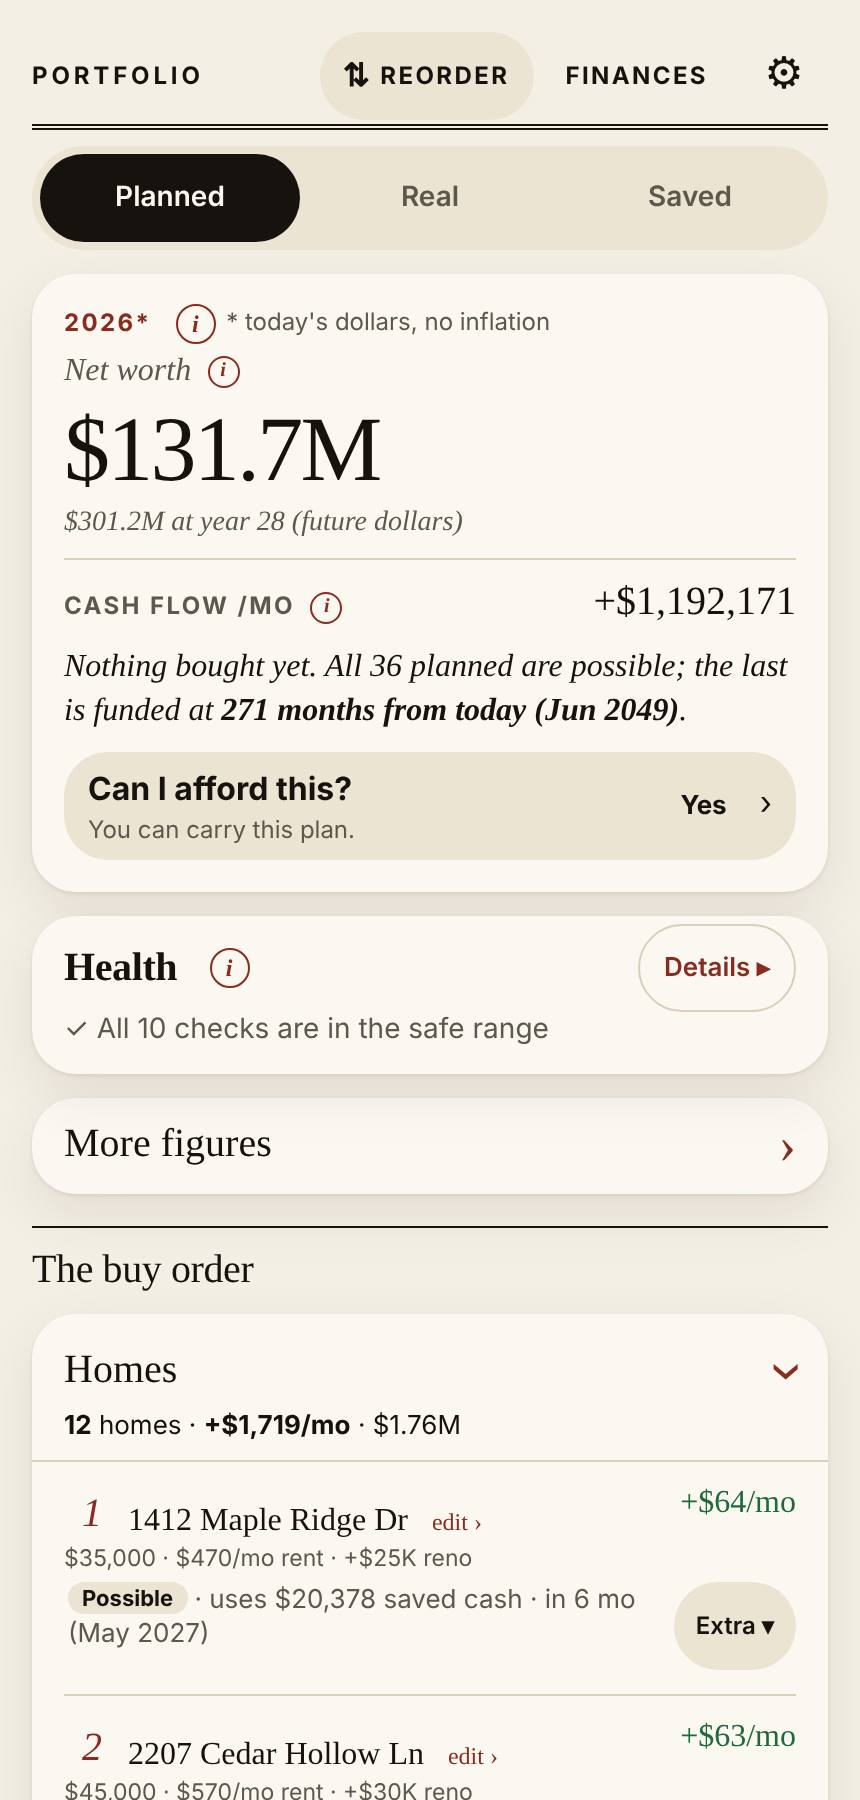 PORTFOLIO ⇅ REORDER FINANCES ⚙
Planned Real Saved
2026* i * today's dollars, no inflation
Net worth i
$131.7M
$301.2M at year 28 (future dollars)
CASH FLOW /MO i +$1,192,171
Nothing bought yet. All 36 planned are possible; the last
is funded at 271 months from today (Jun 2049).
Can I afford this?
You can carry this plan.
Yes ›
Health i Details ▸
✓ All 10 checks are in the safe range
More figures ›
The buy order
Homes
12 homes · +$1,719/mo · $1.76M
1 1412 Maple Ridge Dr edit › +$64/mo
$35,000 · $470/mo rent · +$25K reno
Possible · uses $20,378 saved cash · in 6 mo
(May 2027)
Extra ▾
2 2207 Cedar Hollow Ln edit › +$63/mo
$45,000 · $570/mo rent · +$30K reno